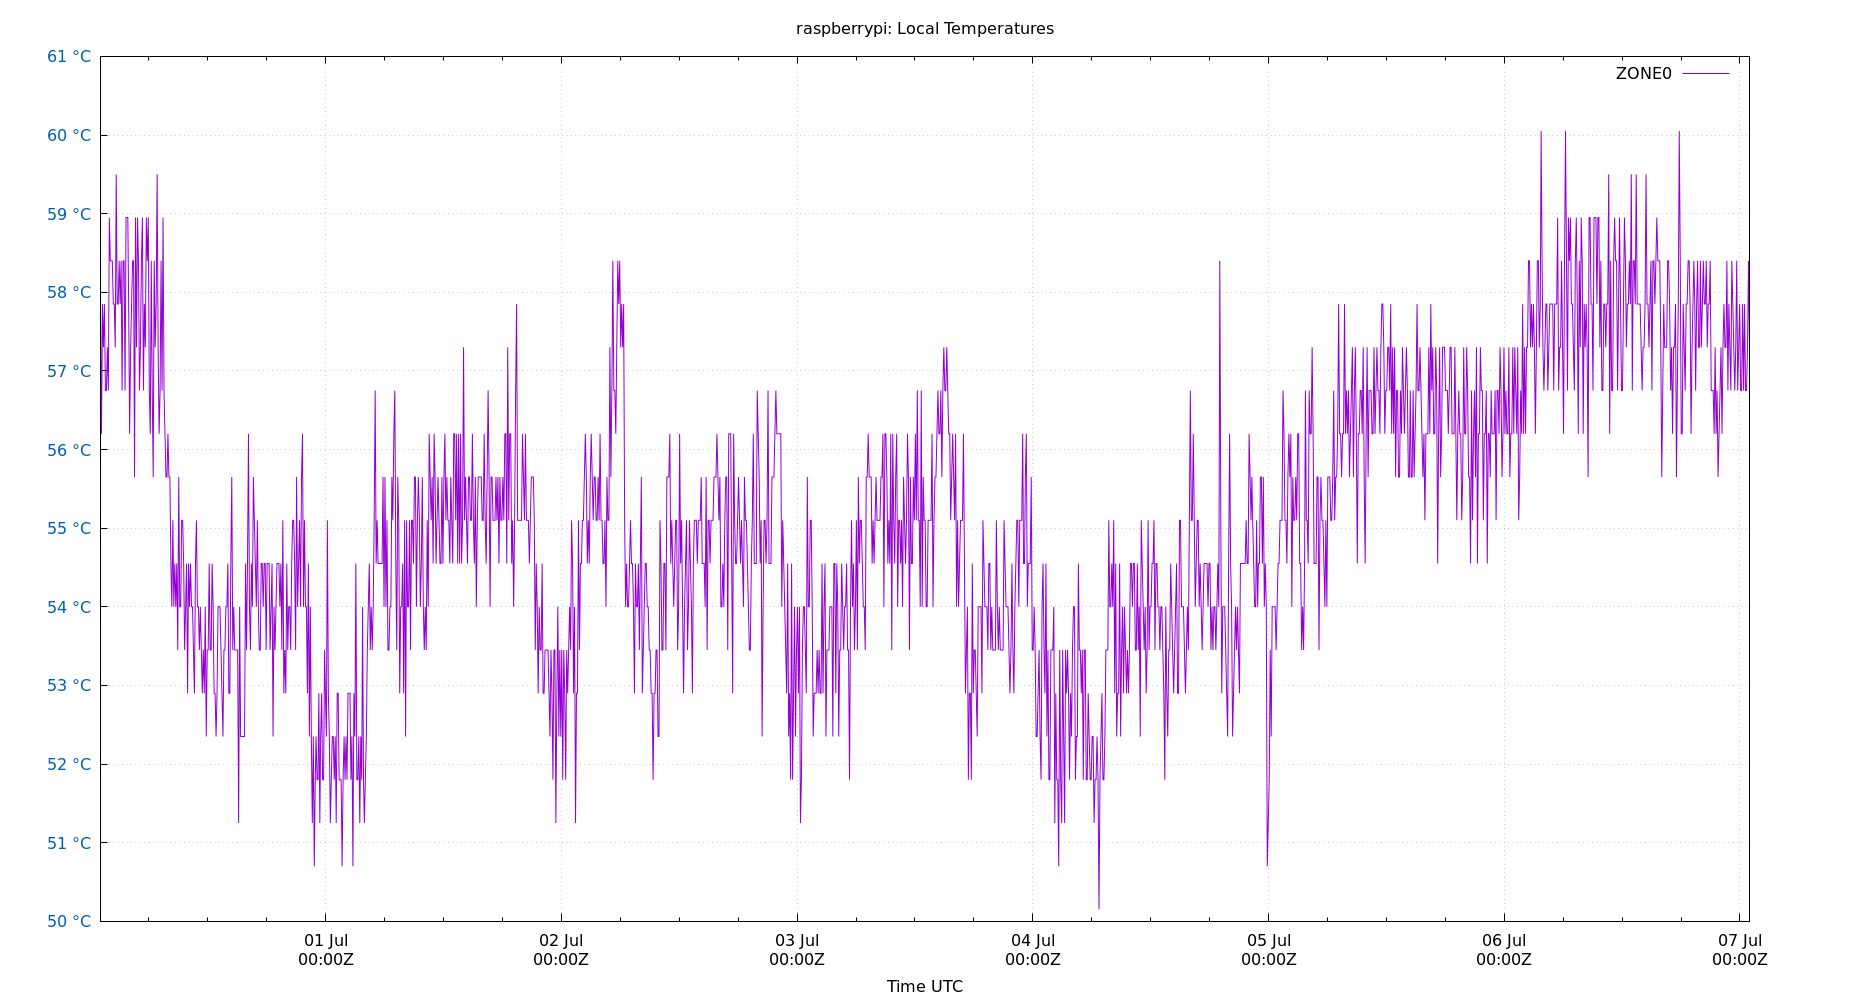 raspberrypi: Local Temperatures
61 °C
ZONE0
60 °C
59 °C
58 °C
57 °C
56 °C
55 °C
54 °C
53 °C
52 °C
51 °C
50 °C
01 Jul 02 Jul 03 Jul 04 Jul 05 Jul 06 Jul 07 Jul
00:00Z 00:00Z 00:00Z 00:00Z 00:00Z 00:00Z 00:00Z
Time UTC